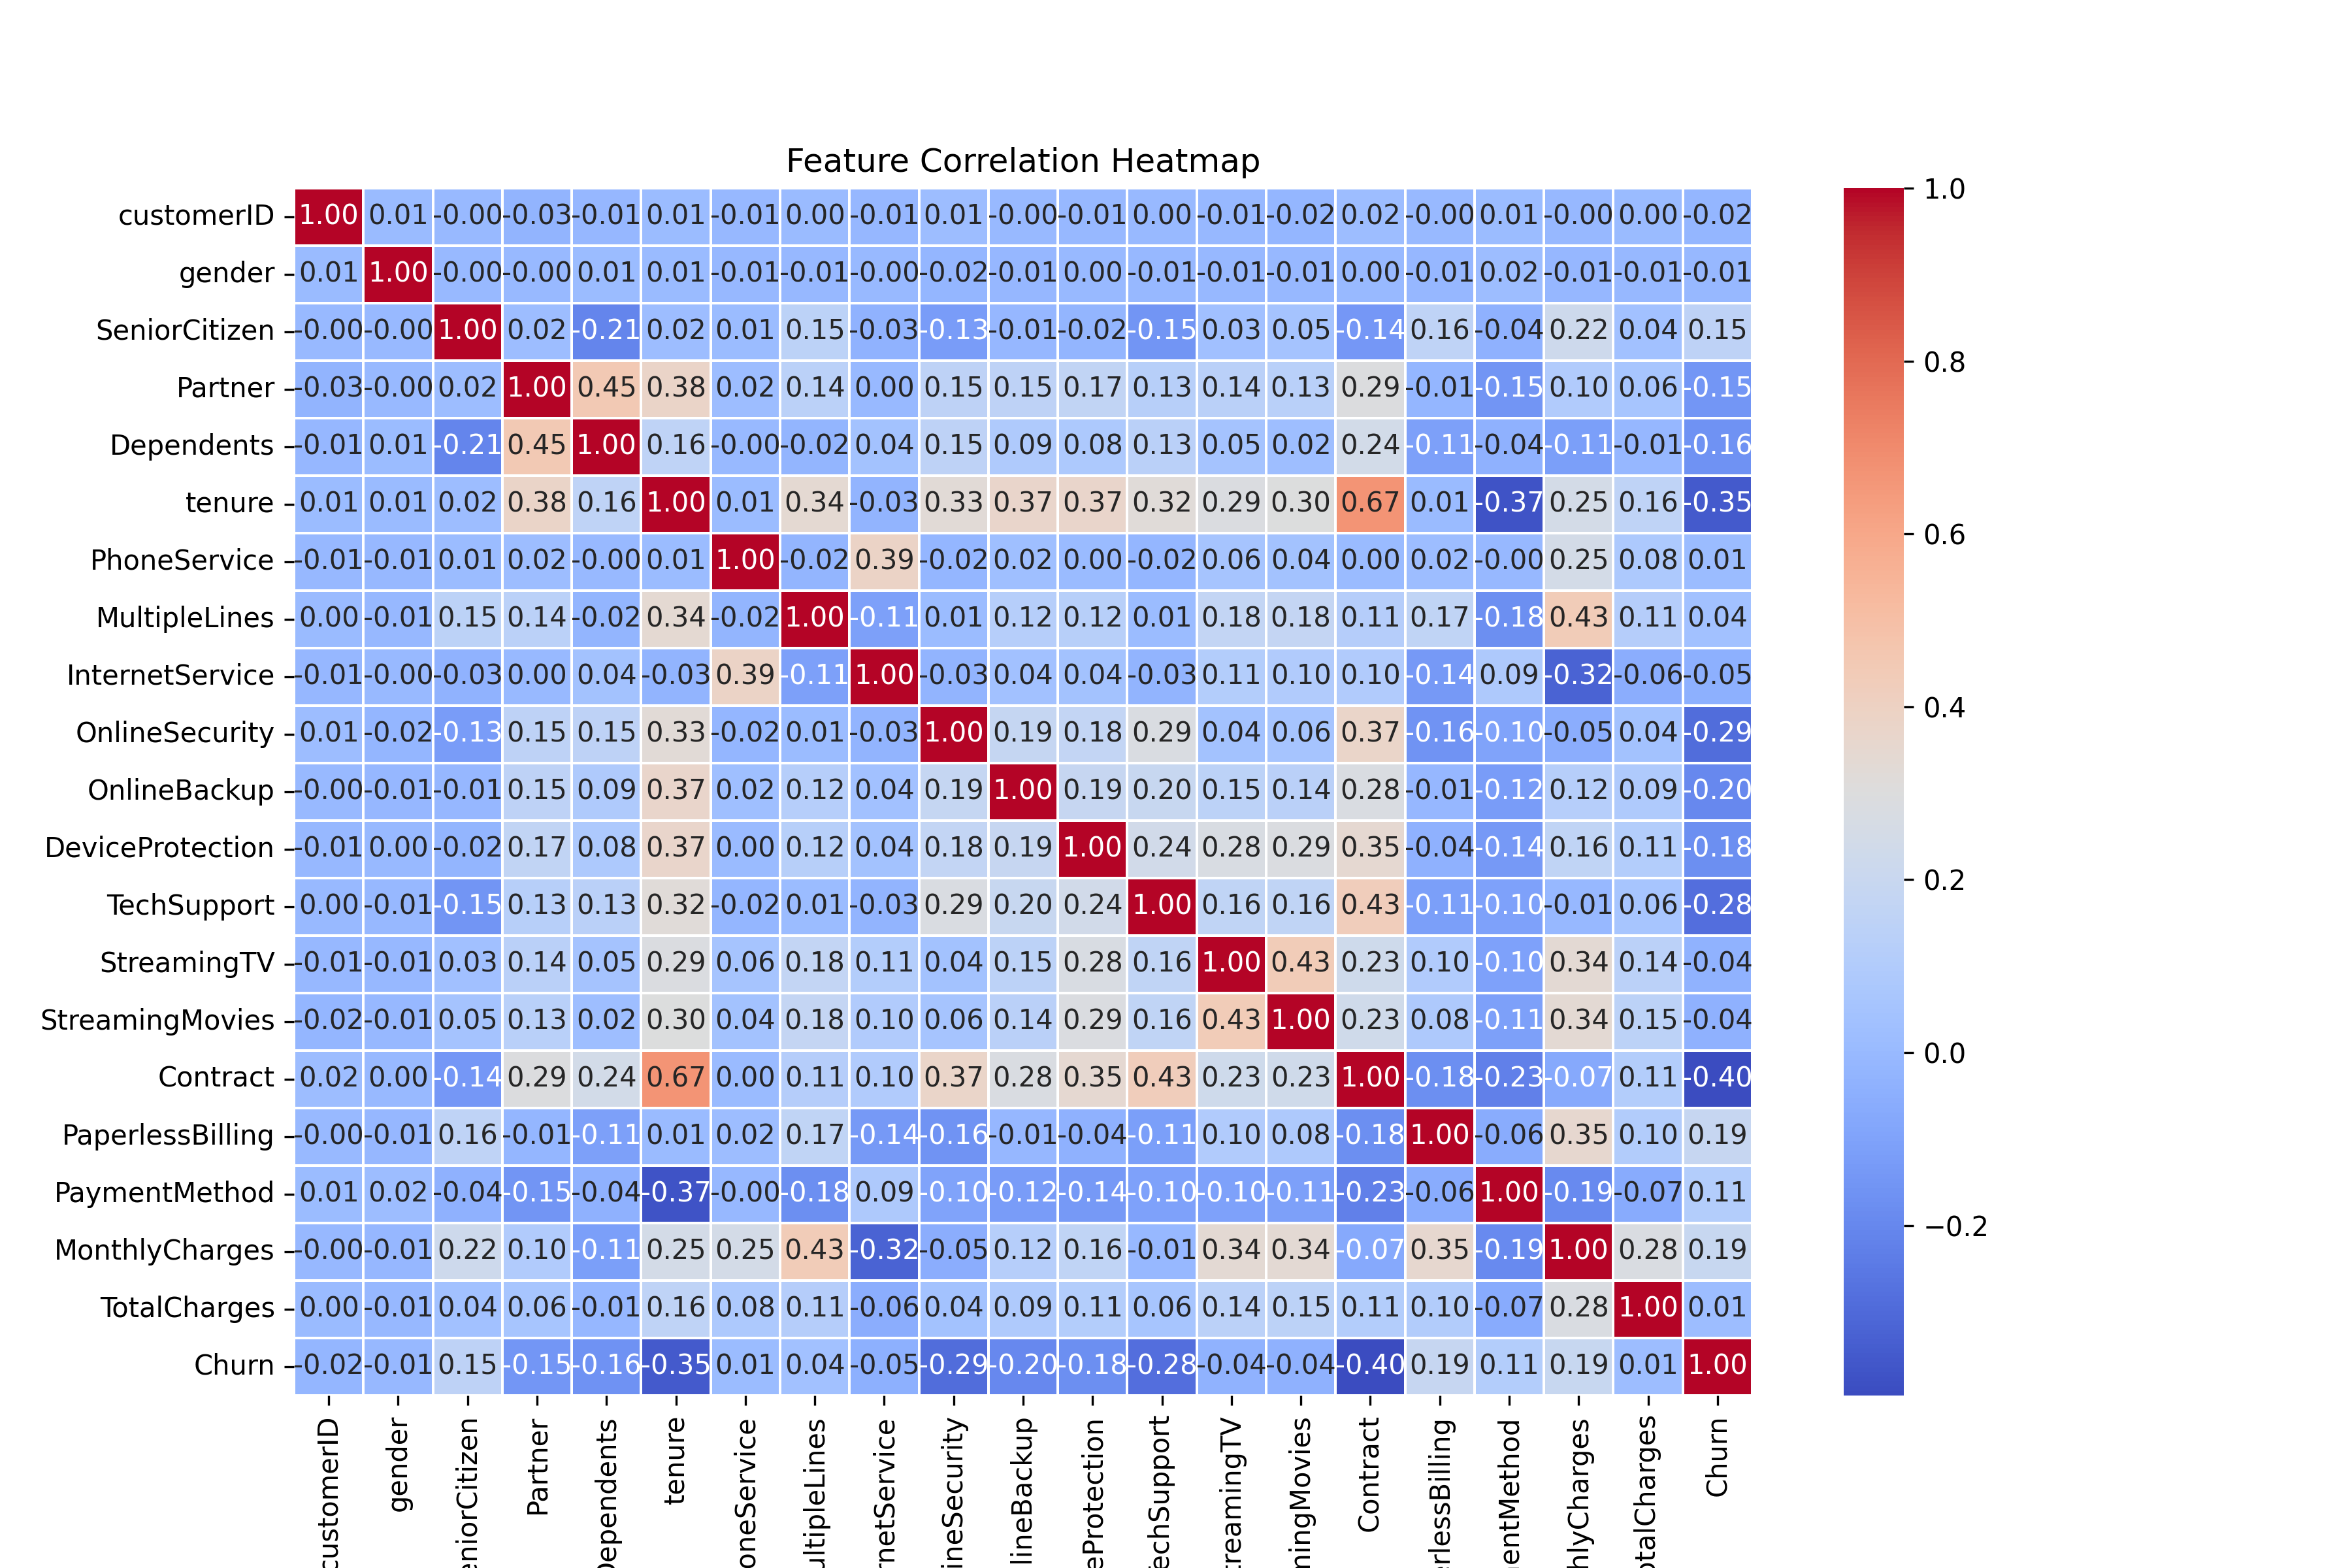 Feature Correlation Heatmap
customerID 1.00 0.01 -0.00 -0.03 -0.01 0.01 -0.01 0.00 -0.01 0.01 -0.00 -0.01 0.00 -0.01 -0.02 0.02 -0.00 0.01 -0.00 0.00 -0.02
gender 0.01 1.00 -0.00 -0.00 0.01 0.01 -0.01 -0.01 -0.00 -0.02 -0.01 0.00 -0.01 -0.01 -0.01 0.00 -0.01 0.02 -0.01 -0.01 -0.01
SeniorCitizen -0.00 -0.00 1.00 0.02 -0.21 0.02 0.01 0.15 -0.03 -0.13 -0.01 -0.02 -0.15 0.03 0.05 -0.14 0.16 -0.04 0.22 0.04 0.15
Partner -0.03 -0.00 0.02 1.00 0.45 0.38 0.02 0.14 0.00 0.15 0.15 0.17 0.13 0.14 0.13 0.29 -0.01 -0.15 0.10 0.06 -0.15
Dependents -0.01 0.01 -0.21 0.45 1.00 0.16 -0.00 -0.02 0.04 0.15 0.09 0.08 0.13 0.05 0.02 0.24 -0.11 -0.04 -0.11 -0.01 -0.16
tenure 0.01 0.01 0.02 0.38 0.16 1.00 0.01 0.34 -0.03 0.33 0.37 0.37 0.32 0.29 0.30 0.67 0.01 -0.37 0.25 0.16 -0.35
PhoneService -0.01 -0.01 0.01 0.02 -0.00 0.01 1.00 -0.02 0.39 -0.02 0.02 0.00 -0.02 0.06 0.04 0.00 0.02 -0.00 0.25 0.08 0.01
MultipleLines 0.00 -0.01 0.15 0.14 -0.02 0.34 -0.02 1.00 -0.11 0.01 0.12 0.12 0.01 0.18 0.18 0.11 0.17 -0.18 0.43 0.11 0.04
InternetService -0.01 -0.00 -0.03 0.00 0.04 -0.03 0.39 -0.11 1.00 -0.03 0.04 0.04 -0.03 0.11 0.10 0.10 -0.14 0.09 -0.32 -0.06 -0.05
OnlineSecurity 0.01 -0.02 -0.13 0.15 0.15 0.33 -0.02 0.01 -0.03 1.00 0.19 0.18 0.29 0.04 0.06 0.37 -0.16 -0.10 -0.05 0.04 -0.29
OnlineBackup -0.00 -0.01 -0.01 0.15 0.09 0.37 0.02 0.12 0.04 0.19 1.00 0.19 0.20 0.15 0.14 0.28 -0.01 -0.12 0.12 0.09 -0.20
DeviceProtection -0.01 0.00 -0.02 0.17 0.08 0.37 0.00 0.12 0.04 0.18 0.19 1.00 0.24 0.28 0.29 0.35 -0.04 -0.14 0.16 0.11 -0.18
TechSupport 0.00 -0.01 -0.15 0.13 0.13 0.32 -0.02 0.01 -0.03 0.29 0.20 0.24 1.00 0.16 0.16 0.43 -0.11 -0.10 -0.01 0.06 -0.28
StreamingTV -0.01 -0.01 0.03 0.14 0.05 0.29 0.06 0.18 0.11 0.04 0.15 0.28 0.16 1.00 0.43 0.23 0.10 -0.10 0.34 0.14 -0.04
StreamingMovies -0.02 -0.01 0.05 0.13 0.02 0.30 0.04 0.18 0.10 0.06 0.14 0.29 0.16 0.43 1.00 0.23 0.08 -0.11 0.34 0.15 -0.04
Contract 0.02 0.00 -0.14 0.29 0.24 0.67 0.00 0.11 0.10 0.37 0.28 0.35 0.43 0.23 0.23 1.00 -0.18 -0.23 -0.07 0.11 -0.40
PaperlessBilling -0.00 -0.01 0.16 -0.01 -0.11 0.01 0.02 0.17 -0.14 -0.16 -0.01 -0.04 -0.11 0.10 0.08 -0.18 1.00 -0.06 0.35 0.10 0.19
PaymentMethod 0.01 0.02 -0.04 -0.15 -0.04 -0.37 -0.00 -0.18 0.09 -0.10 -0.12 -0.14 -0.10 -0.10 -0.11 -0.23 -0.06 1.00 -0.19 -0.07 0.11
MonthlyCharges -0.00 -0.01 0.22 0.10 -0.11 0.25 0.25 0.43 -0.32 -0.05 0.12 0.16 -0.01 0.34 0.34 -0.07 0.35 -0.19 1.00 0.28 0.19
TotalCharges 0.00 -0.01 0.04 0.06 -0.01 0.16 0.08 0.11 -0.06 0.04 0.09 0.11 0.06 0.14 0.15 0.11 0.10 -0.07 0.28 1.00 0.01
Churn -0.02 -0.01 0.15 -0.15 -0.16 -0.35 0.01 0.04 -0.05 -0.29 -0.20 -0.18 -0.28 -0.04 -0.04 -0.40 0.19 0.11 0.19 0.01 1.00
customerID
gender
eniorCitizen
Partner
Dependents
tenure
oneService
ultipleLines
rnetService
ineSecurity
lineBackup
eProtection
echSupport
treamingTV
mingMovies
Contract
erlessBilling
entMethod
hlyCharges
otalCharges
Churn
1.0
0.8
0.6
0.4
0.2
0.0
−0.2